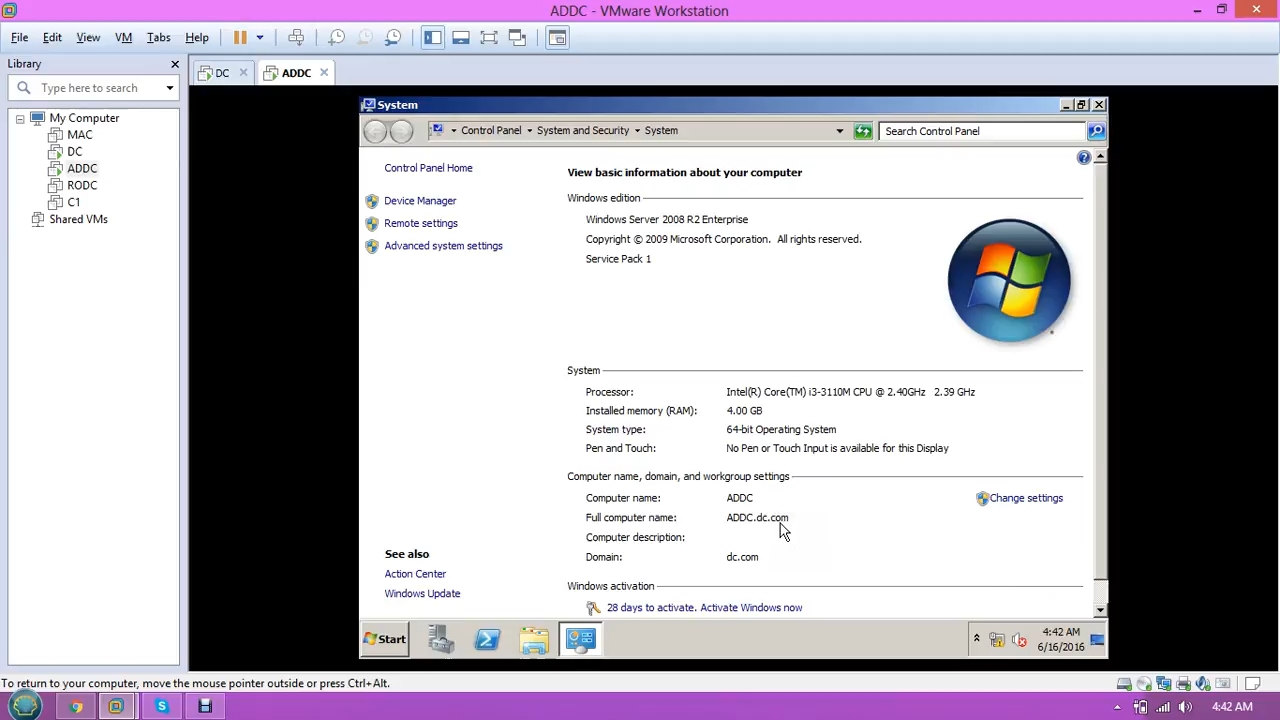 ADDC - VMware Workstation
File Edit View VM Tabs Help
Library
DC
ADDC
Type here to search
My Computer
MAC
DC
ADDC
RODC
C1
Shared VMs
System
Control Panel System and Security System
Search Control Panel
Control Panel Home
Device Manager
Remote settings
Advanced system settings
See also
Action Center
Windows Update
View basic information about your computer
Windows edition
Windows Server 2008 R2 Enterprise
Copyright © 2009 Microsoft Corporation. All rights reserved.
Service Pack 1
System
Processor: Intel(R) Core(TM) i3-3110M CPU @ 2.40GHz 2.39 GHz
Installed memory (RAM): 4.00 GB
System type: 64-bit Operating System
Pen and Touch: No Pen or Touch Input is available for this Display
Computer name, domain, and workgroup settings
Computer name: ADDC
Change settings
Full computer name: ADDC.dc.com
Computer description:
Domain: dc.com
Windows activation
28 days to activate. Activate Windows now
Start
4:42 AM
6/16/2016
To return to your computer, move the mouse pointer outside or press Ctrl+Alt.
4:42 AM